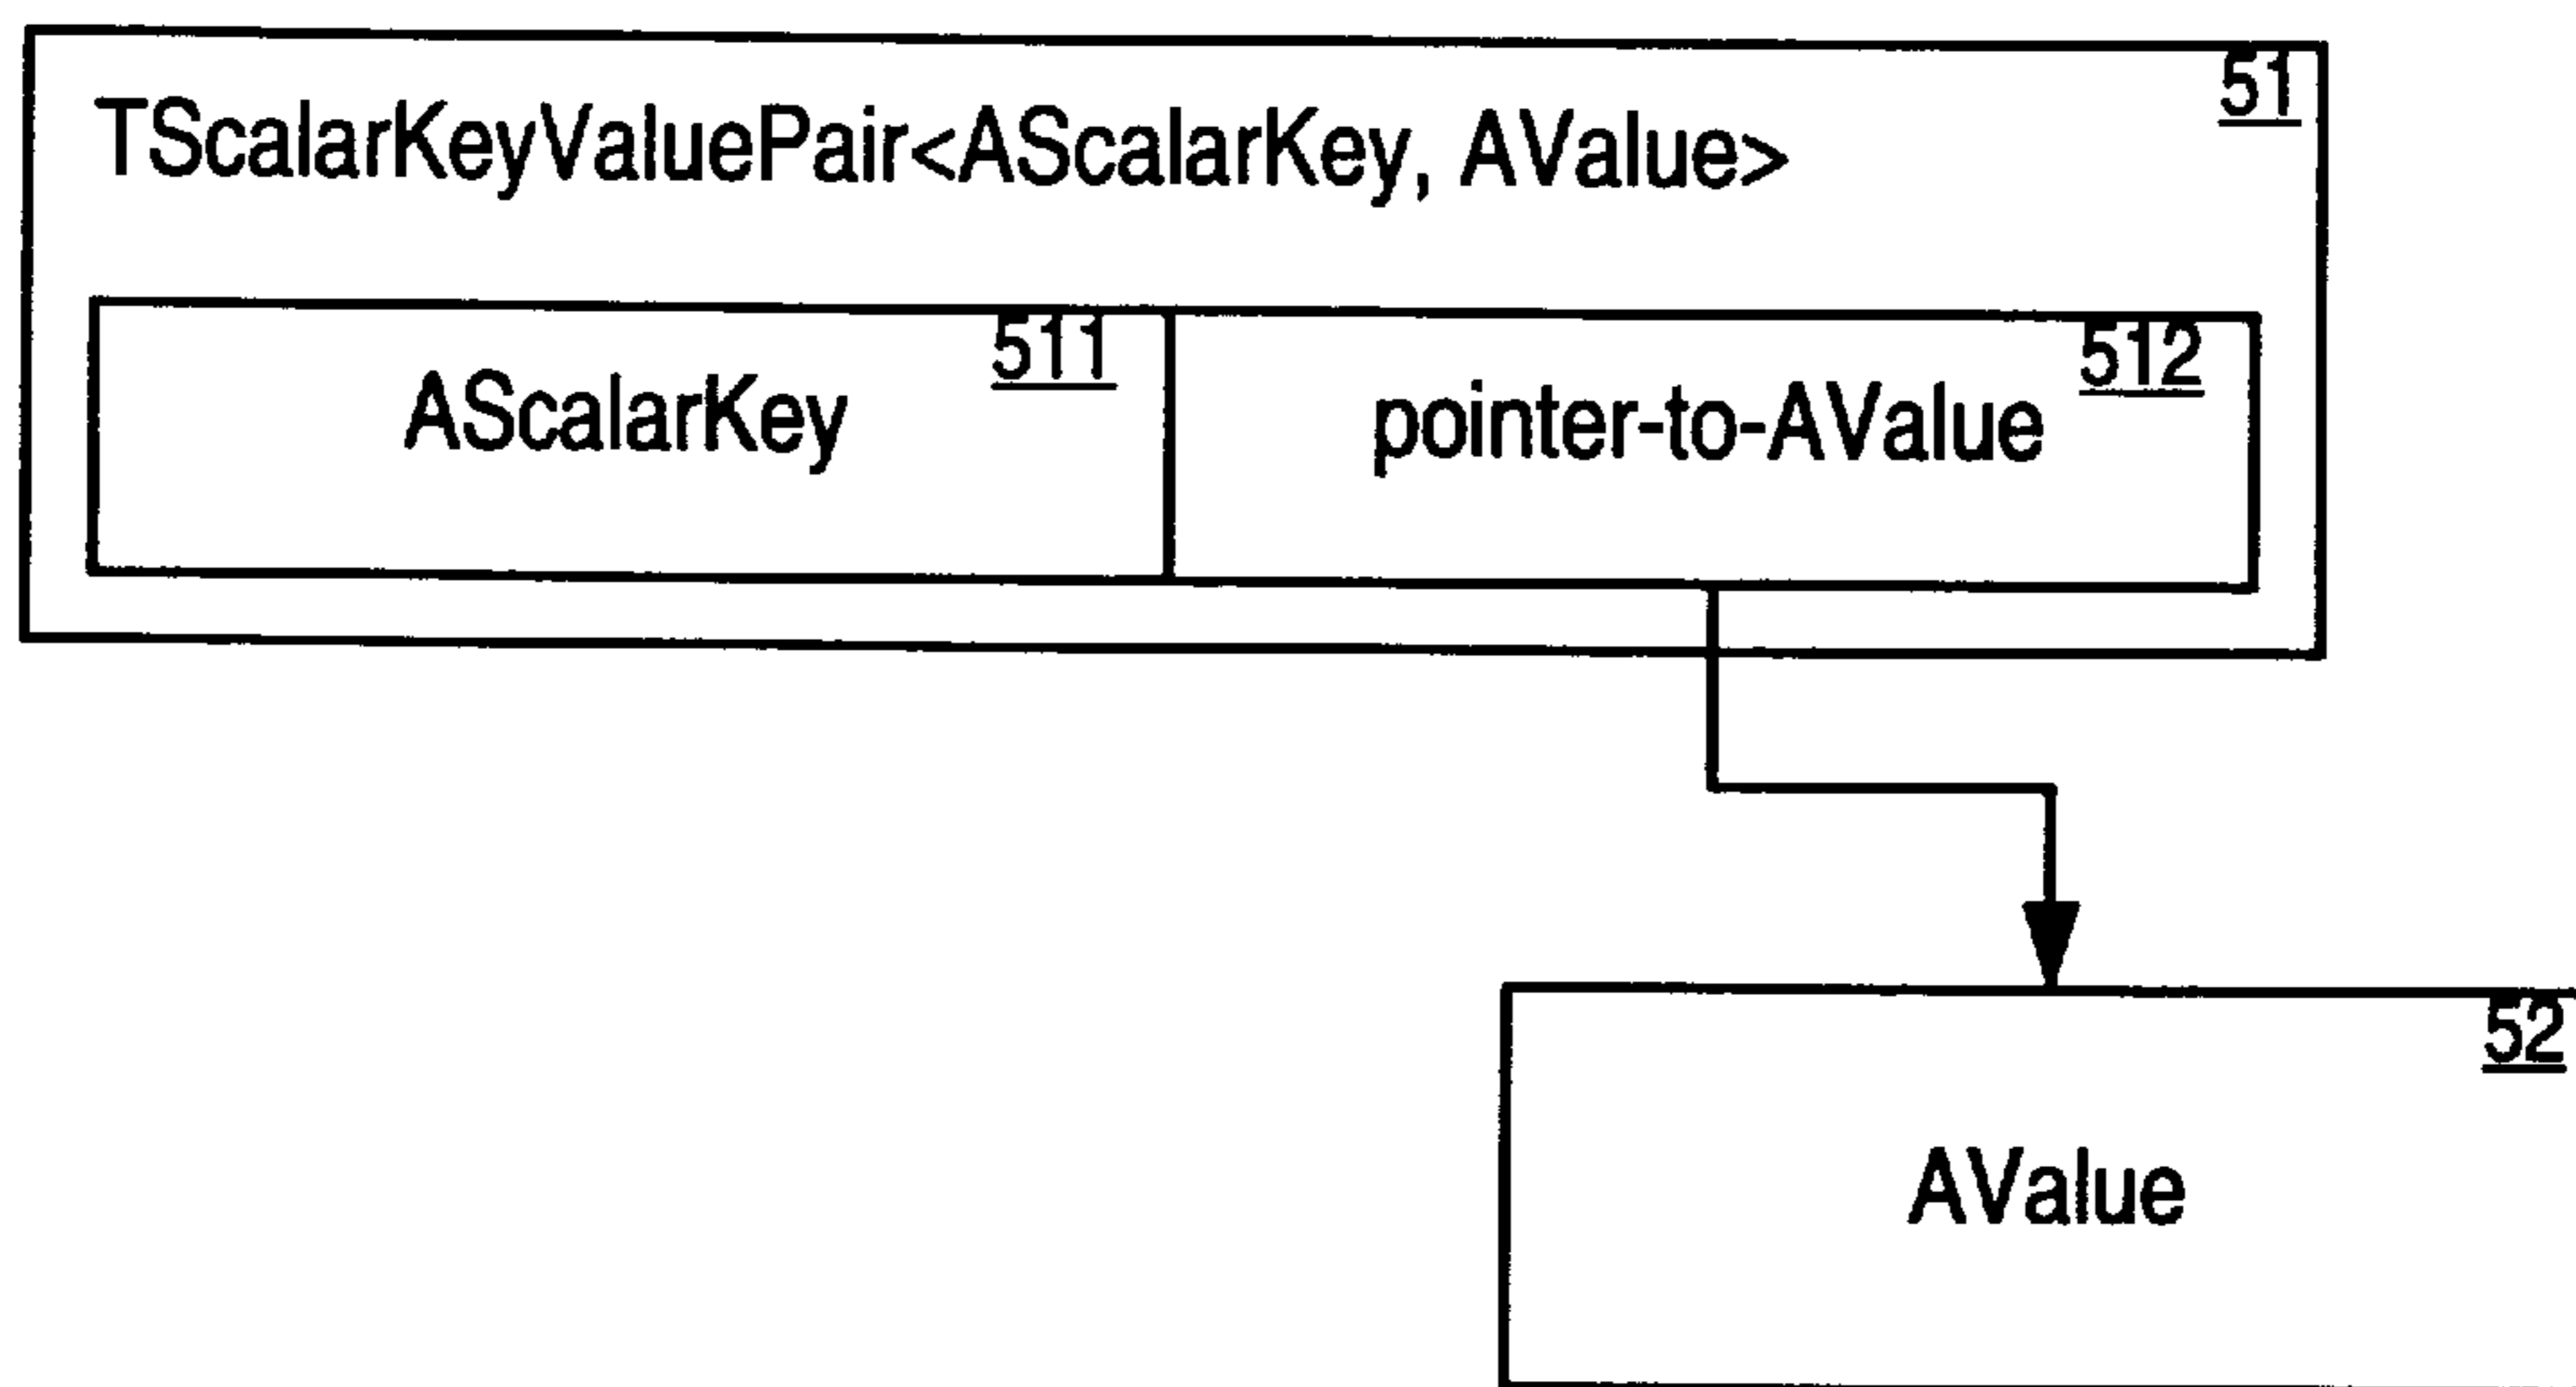 51
TScalarKeyValuePair<AScalarKey, AValue>
511
512
AScalarKey
pointer-to-AValue
52
AValue